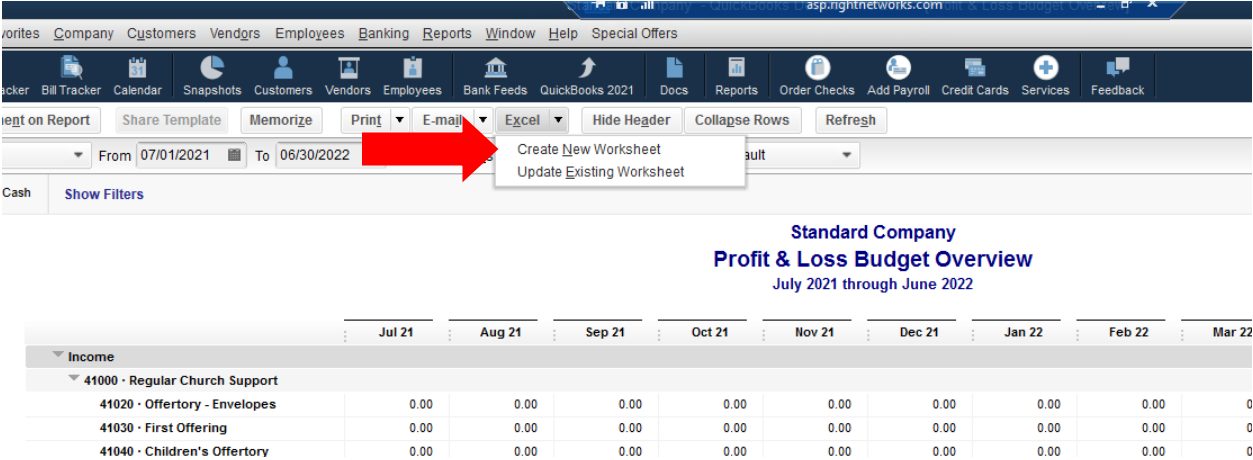 asp.rightnetworks.com
vorites Company Customers Vendors Employees Banking Reports Window Help Special Offers
31
acker Bill Tracker Calendar Snapshots Customers Vendors Employees Bank Feeds QuickBooks 2021 Docs Reports Order Checks Add Payroll Credit Cards Services Feedback
nent on Report Share Template Memorize Print E-mail Excel Hide Header Collapse Rows Refresh
From 07/01/2021 To 06/30/2022 Create New Worksheet ault
Update Existing Worksheet
Cash Show Filters
Standard Company
Profit & Loss Budget Overview
July 2021 through June 2022
Jul 21 Aug 21 Sep 21 Oct 21 Nov 21 Dec 21 Jan 22 Feb 22 Mar 22
Income
41000 · Regular Church Support
41020 · Offertory - Envelopes 0.00 0.00 0.00 0.00 0.00 0.00 0.00 0.00 0
41030 · First Offering 0.00 0.00 0.00 0.00 0.00 0.00 0.00 0.00 0
41040 · Children's Offertory 0.00 0.00 0.00 0.00 0.00 0.00 0.00 0.00 0